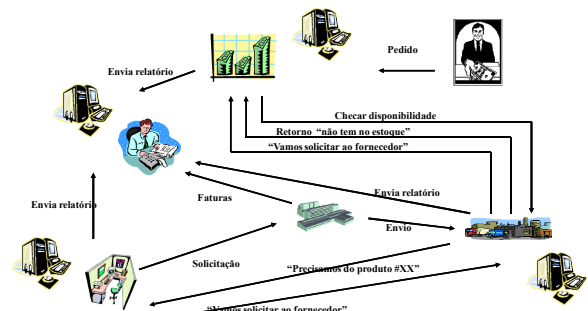 Pedido
Envia relatório
Checar disponibilidade
Retorno “não tem no estoque”
“Vamos solicitar ao fornecedor”
Envia relatório
Faturas
Envia relatório
Envio
Solicitação
“Precisamos do produto #XX”
“Vamos solicitar ao fornecedor”